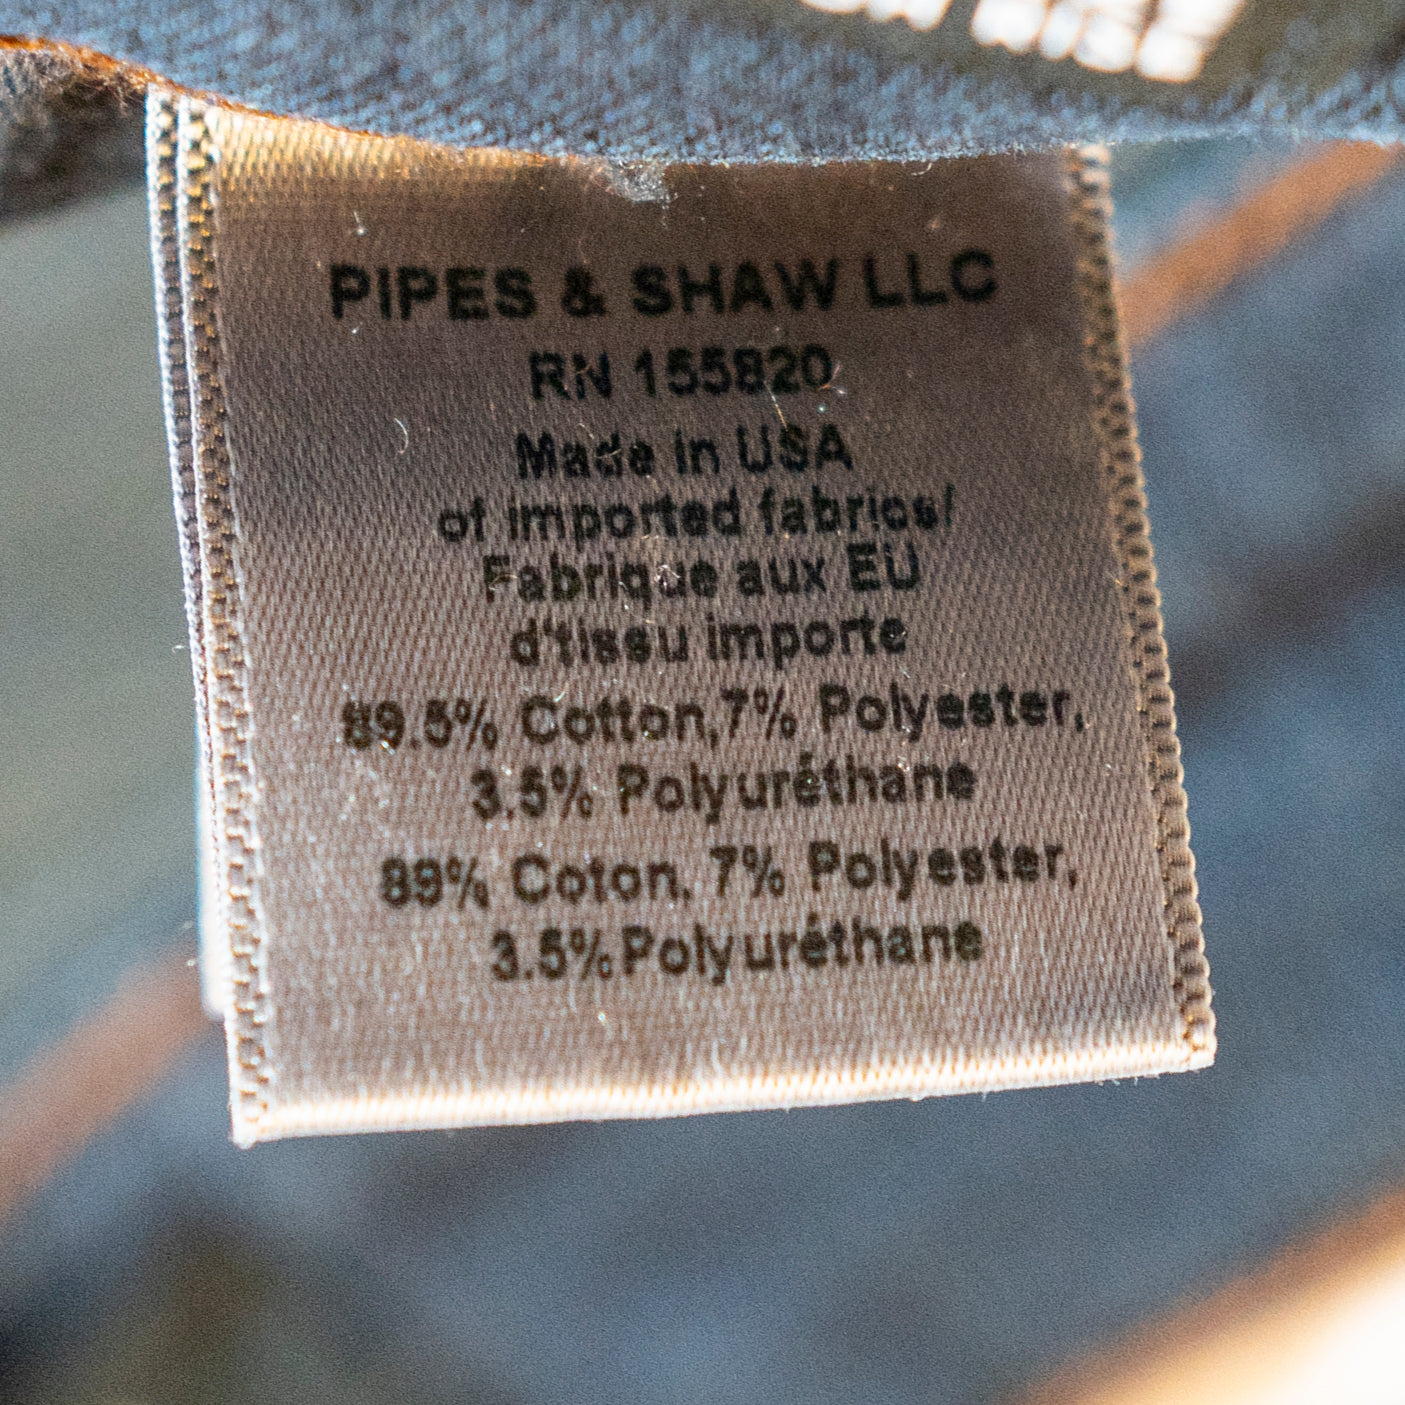 PIPES & SHAW LLC
RN 155820
Made in USA
of imported fabrics/
Fabrique aux EU
d'tissu importe
89.5% Cotton,7% Polyester,
3.5% Polyuréthane
89% Coton, 7% Polyester,
3.5%Polyuréthane